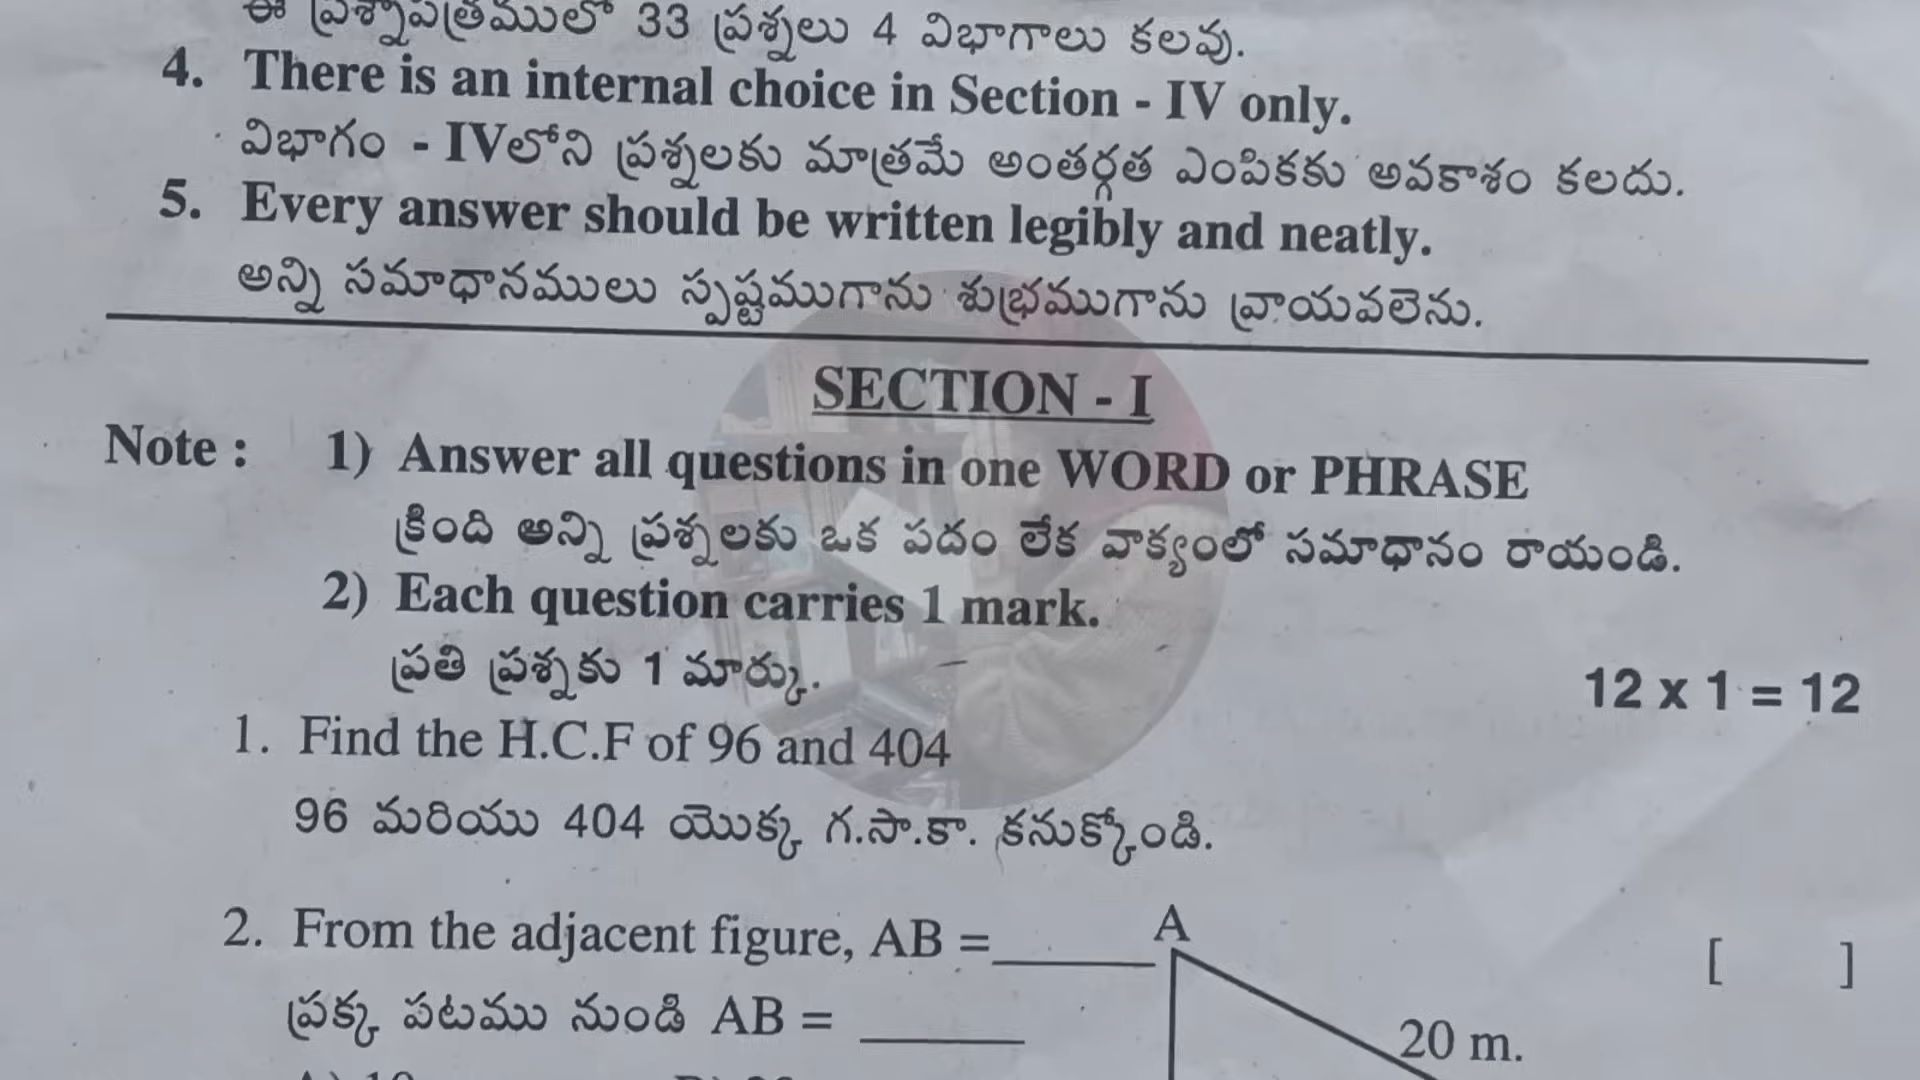 ఈ ప్రశ్నాపత్రములో 33 ప్రశ్నలు 4 విభాగాలు కలవు.
4. There is an internal choice in Section - IV only.
విభాగం - IVలోని ప్రశ్నలకు మాత్రమే అంతర్గత ఎంపికకు అవకాశం కలదు.
5. Every answer should be written legibly and neatly.
అన్ని సమాధానములు స్పష్టముగాను శుభ్రముగాను వ్రాయవలెను.
SECTION - I
Note : 1) Answer all questions in one WORD or PHRASE
క్రింది అన్ని ప్రశ్నలకు ఒక పదం లేక వాక్యంలో సమాధానం రాయండి.
2) Each question carries 1 mark.
ప్రతి ప్రశ్నకు 1 మార్కు.
12 x 1 = 12
1. Find the H.C.F of 96 and 404
96 మరియు 404 యొక్క గ.సా.కా. కనుక్కోండి.
2. From the adjacent figure, AB = ______ A [ ]
ప్రక్క పటము నుండి AB = ______
20 m.